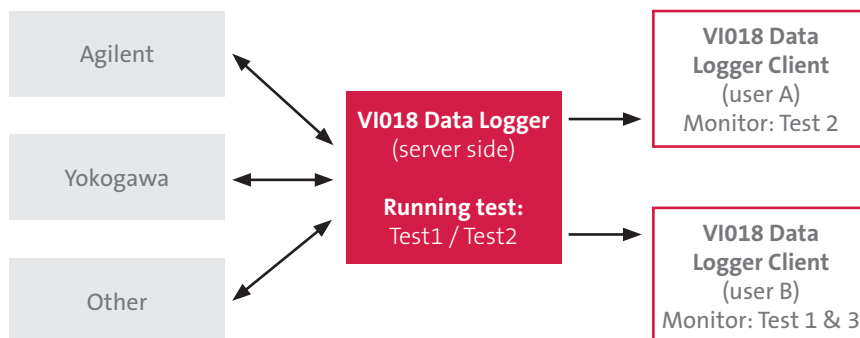 Agilent
Yokogawa
Other
VI018 Data Logger
(server side)
Running test:
Test1 / Test2
VI018 Data
Logger Client
(user A)
Monitor: Test 2
VI018 Data
Logger Client
(user B)
Monitor: Test 1 & 3